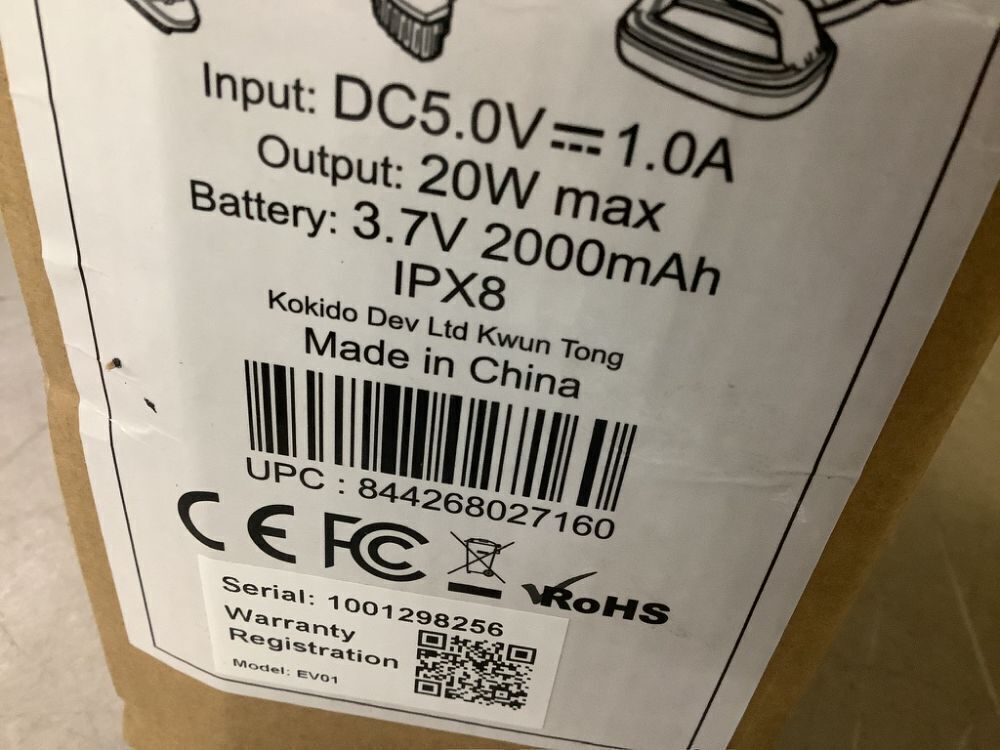 Input: DC5.0V⎓1.0A
Output: 20W max
Battery: 3.7V 2000mAh
IPX8
Kokido Dev Ltd Kwun Tong
Made in China
UPC : 844268027160
CE FC RoHS
Serial: 1001298256
Warranty
Registration
Model: EV01